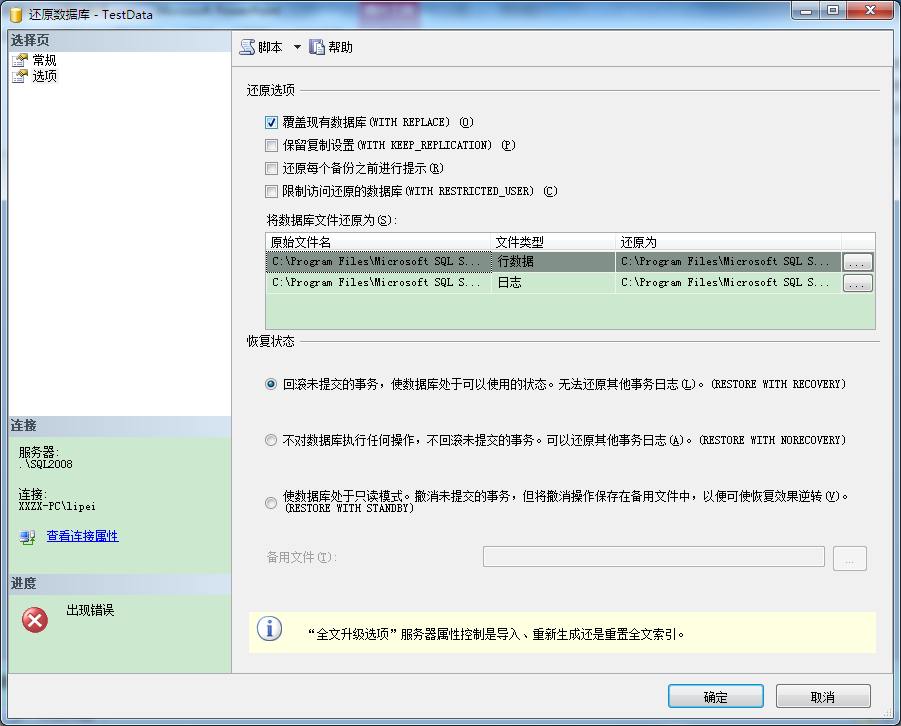 还原数据库 - TestData
选择页
常规
选项
脚本 帮助
还原选项
覆盖现有数据库(WITH REPLACE) (O)
保留复制设置(WITH KEEP_REPLICATION) (P)
还原每个备份之前进行提示(R)
限制访问还原的数据库(WITH RESTRICTED_USER) (C)
将数据库文件还原为(S):
原始文件名 文件类型 还原为
C:\Program Files\Microsoft SQL S... 行数据 C:\Program Files\Microsoft SQL S... ...
C:\Program Files\Microsoft SQL S... 日志 C:\Program Files\Microsoft SQL S... ...
恢复状态
回滚未提交的事务，使数据库处于可以使用的状态。无法还原其他事务日志(L)。(RESTORE WITH RECOVERY)
不对数据库执行任何操作，不回滚未提交的事务。可以还原其他事务日志(A)。(RESTORE WITH NORECOVERY)
使数据库处于只读模式。撤消未提交的事务，但将撤消操作保存在备用文件中，以便可使恢复效果逆转(Y)。
(RESTORE WITH STANDBY)
备用文件(T): ...
“全文升级选项”服务器属性控制是导入、重新生成还是重置全文索引。
连接
服务器:
.\SQL2008
连接:
XXZX-PC\lipei
查看连接属性
进度
出现错误
确定 取消